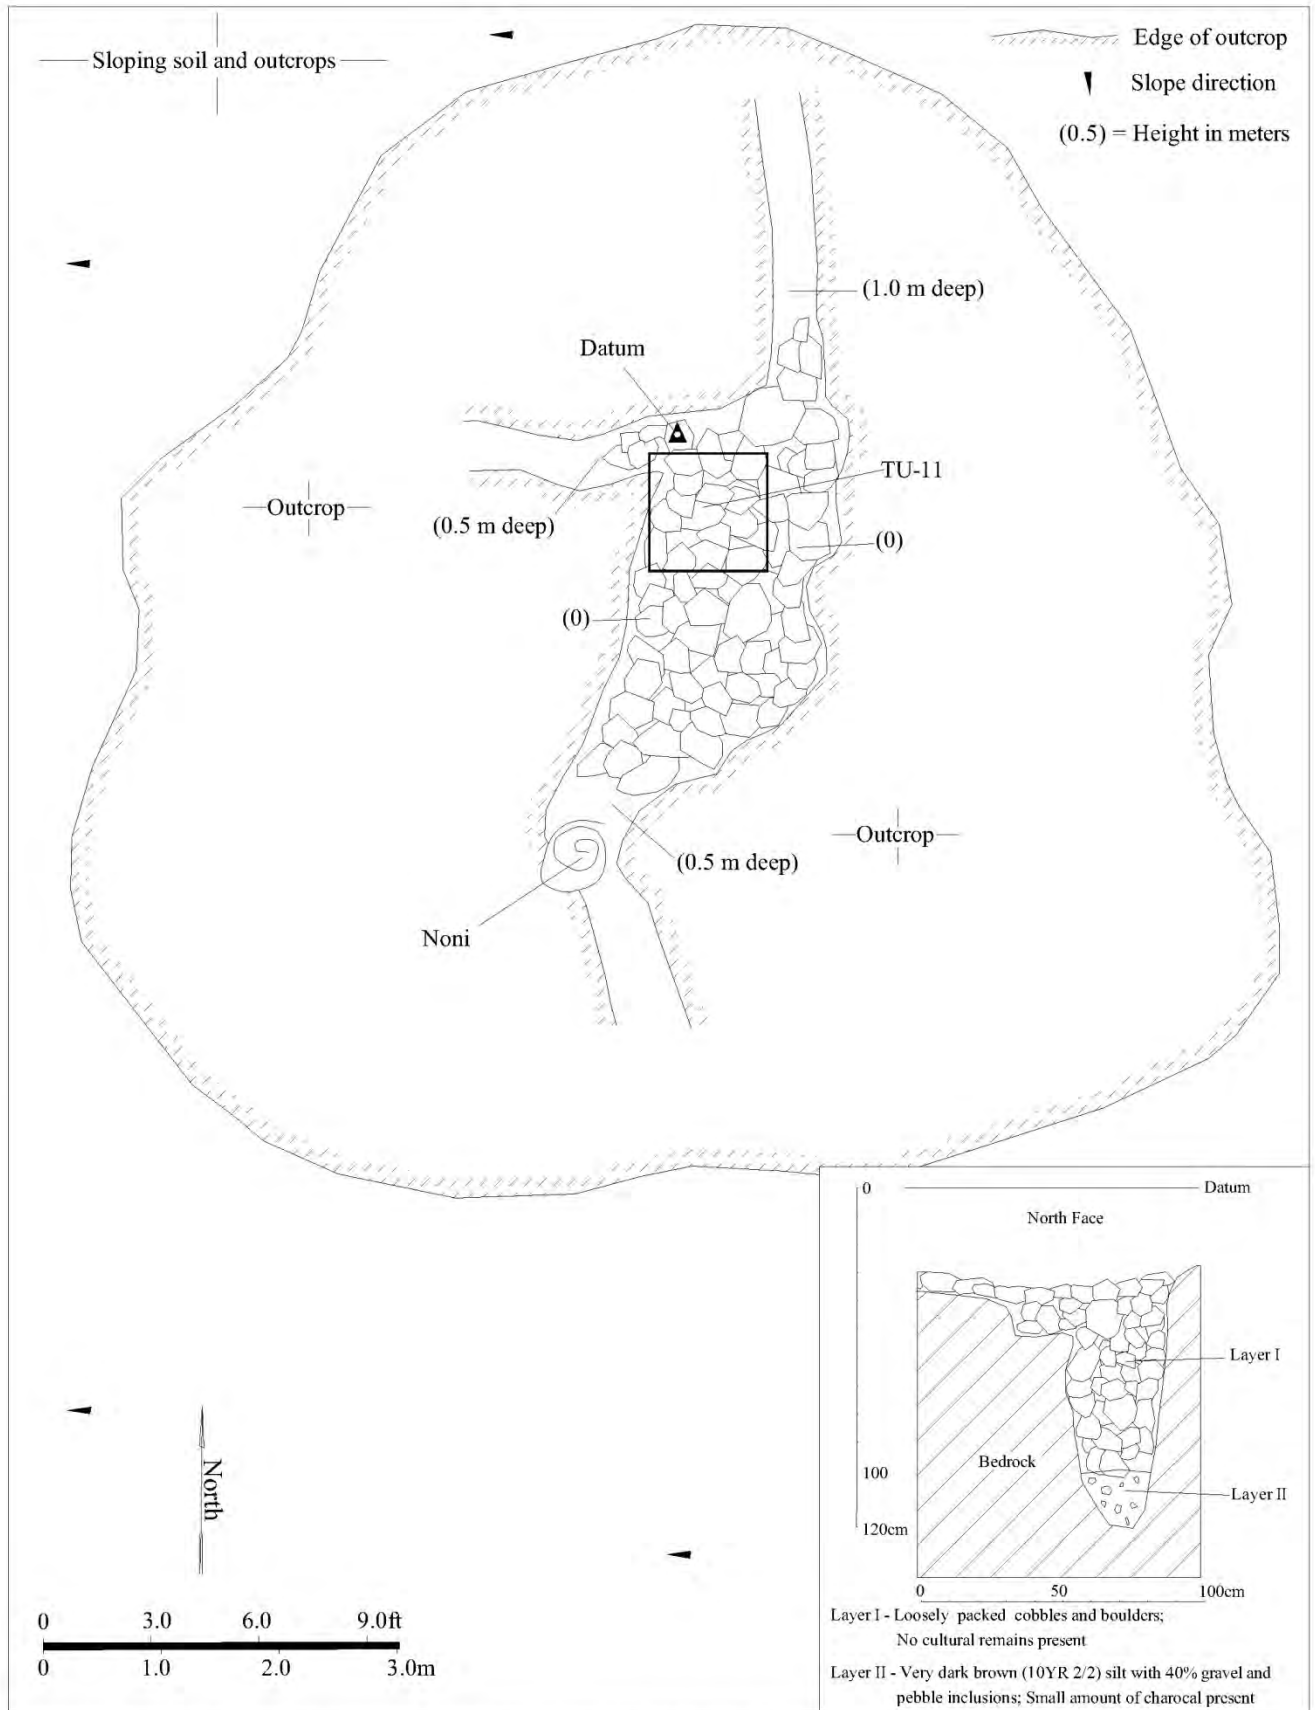 Sloping soil and outcrops
Edge of outcrop
Slope direction
(0.5) = Height in meters
(1.0 m deep)
Datum
TU-11
Outcrop
(0.5 m deep)
(0)
(0)
Outcrop
(0.5 m deep)
Noni
North
0 3.0 6.0 9.0ft
0 1.0 2.0 3.0m
0
Datum
North Face
Layer I
Bedrock
100
Layer II
120cm
0 50 100cm
Layer I - Loosely packed cobbles and boulders;
No cultural remains present
Layer II - Very dark brown (10YR 2/2) silt with 40% gravel and
pebble inclusions; Small amount of charocal present